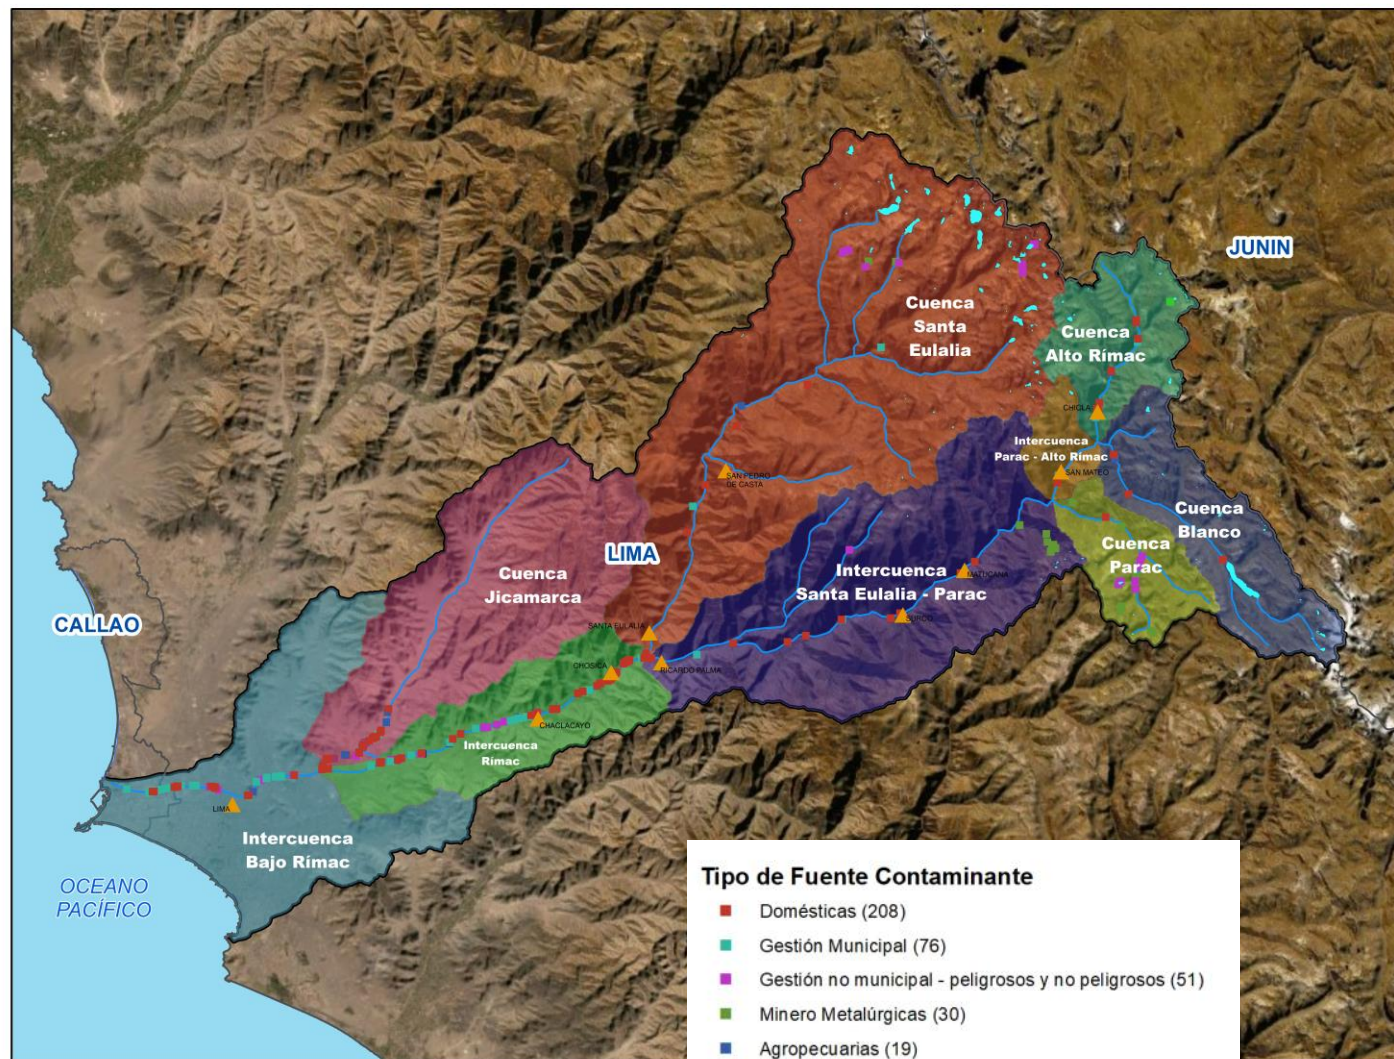 JUNIN
Cuenca
Santa
Eulalia
Cuenca
Alto Rímac
CHICLA
Intercuenca
Parac - Alto Rímac
SAN MATEO
SAN PEDRO
DE CASTA
Cuenca
Blanco
LIMA
Cuenca
Parac
Cuenca
Jicamarca
Intercuenca
Santa Eulalia - Parac
MATUCANA
CALLAO
SURCO
SANTA EULALIA
CHOSICA
RICARDO PALMA
CHACLACAYO
Intercuenca
Rímac
LIMA
Intercuenca
Bajo Rímac
OCEANO
PACÍFICO
Tipo de Fuente Contaminante
Domésticas (208)
Gestión Municipal (76)
Gestión no municipal - peligrosos y no peligrosos (51)
Minero Metalúrgicas (30)
Agropecuarias (19)